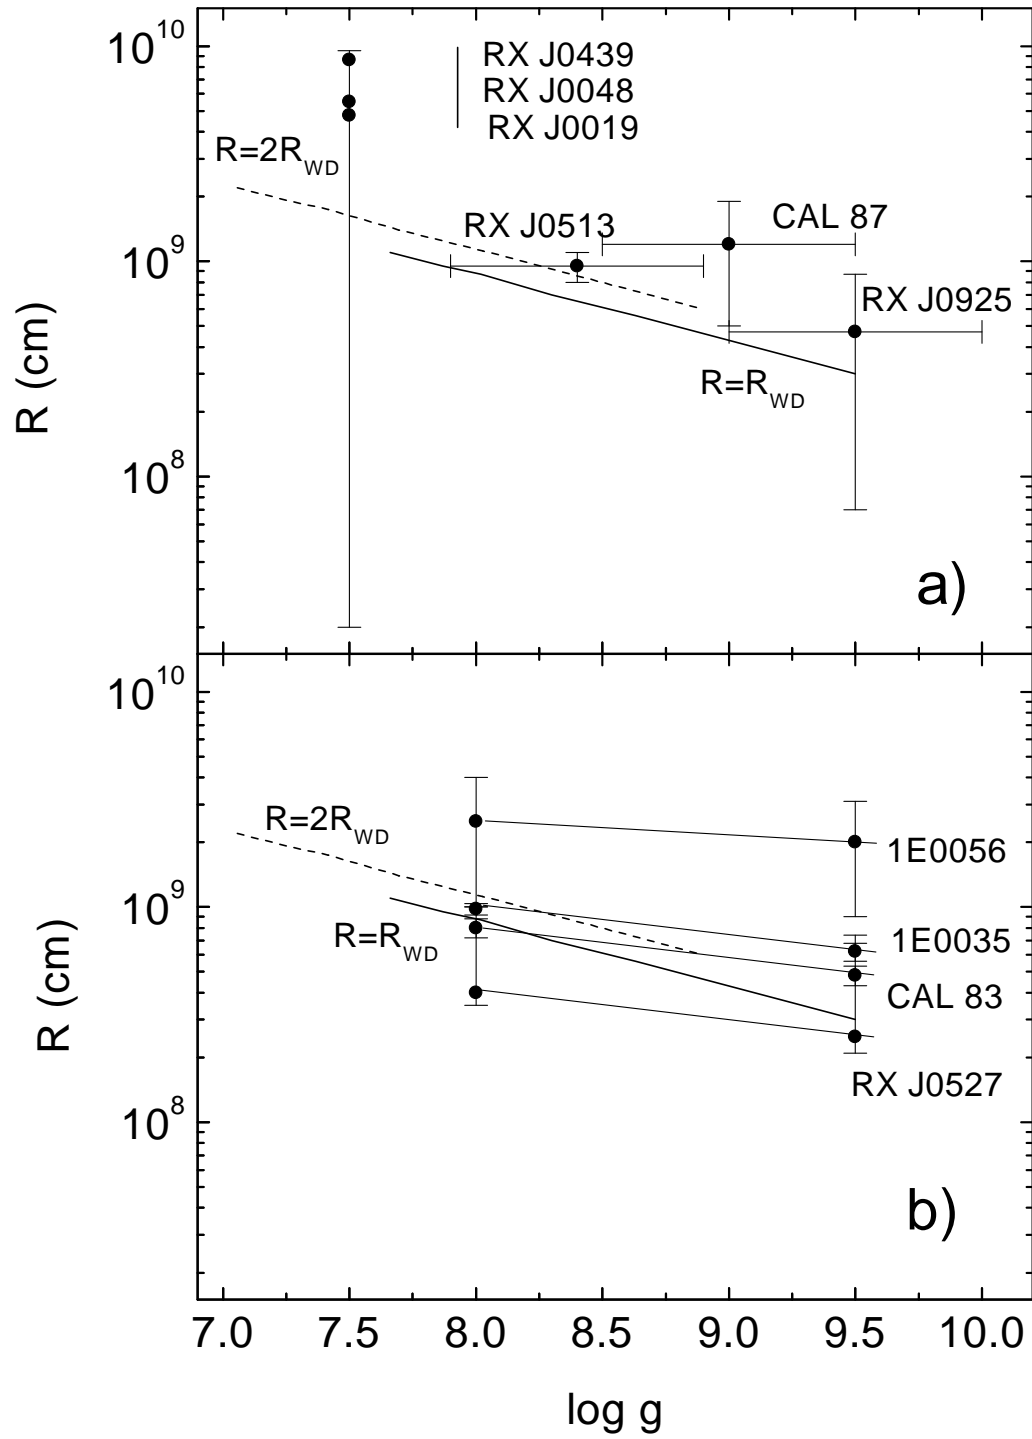 10^10
RX J0439
RX J0048
RX J0019
R=2R_WD
RX J0513
CAL 87
10^9
RX J0925
R (cm)
R=R_WD
10^8
a)
10^10
R=2R_WD
1E0056
10^9
R=R_WD
1E0035
R (cm)
CAL 83
RX J0527
10^8
b)
7.0 7.5 8.0 8.5 9.0 9.5 10.0
log g